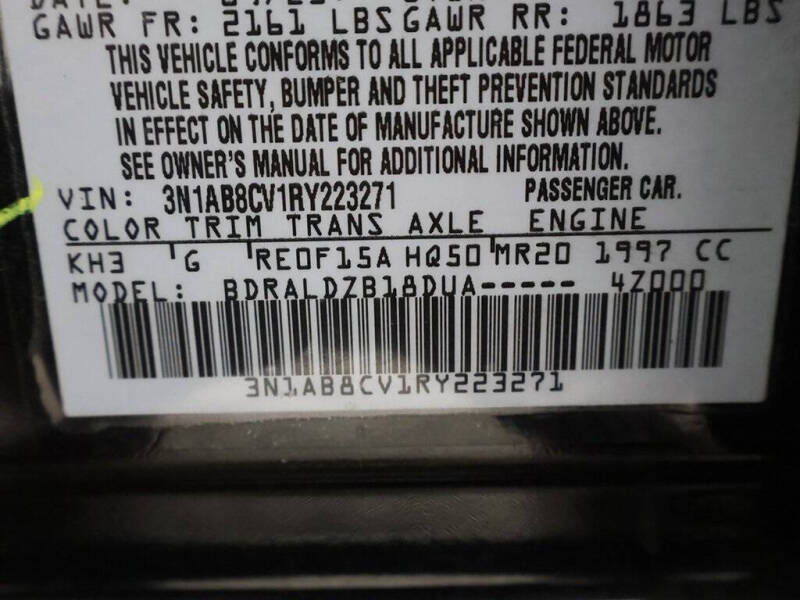 GAWR FR: 2161 LBS GAWR RR: 1863 LBS
THIS VEHICLE CONFORMS TO ALL APPLICABLE FEDERAL MOTOR
VEHICLE SAFETY, BUMPER AND THEFT PREVENTION STANDARDS
IN EFFECT ON THE DATE OF MANUFACTURE SHOWN ABOVE.
SEE OWNER'S MANUAL FOR ADDITIONAL INFORMATION.
VIN: 3N1AB8CV1RY223271 PASSENGER CAR.
COLOR TRIM TRANS AXLE ENGINE
KH3 G RE0F15A HQ50 MR20 1997 CC
MODEL: BDRALDZB18DUA----- 4Z000
3N1AB8CV1RY223271